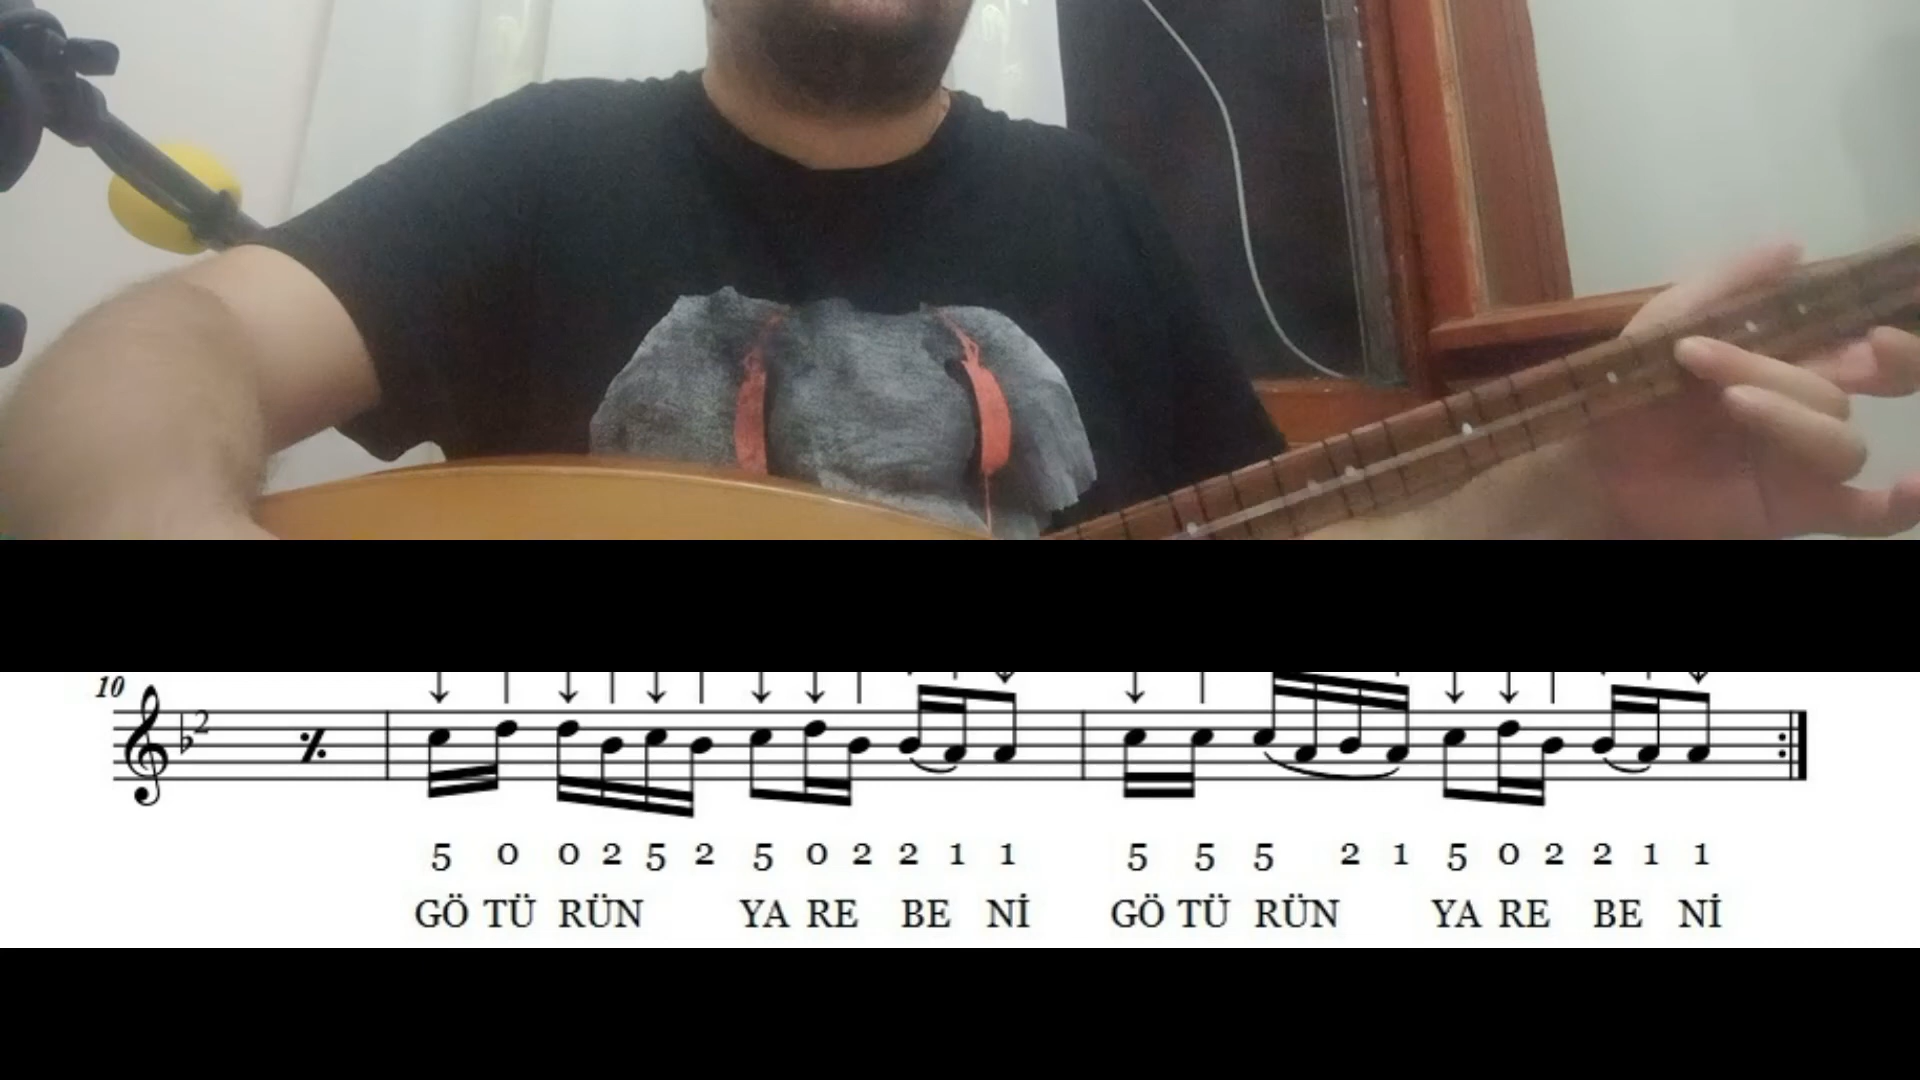 10
2
5 0 0 2 5 2 5 0 2 2 1 1 5 5 5 2 1 5 0 2 2 1 1
GÖ TÜ RÜN YA RE BE Nİ GÖ TÜ RÜN YA RE BE Nİ